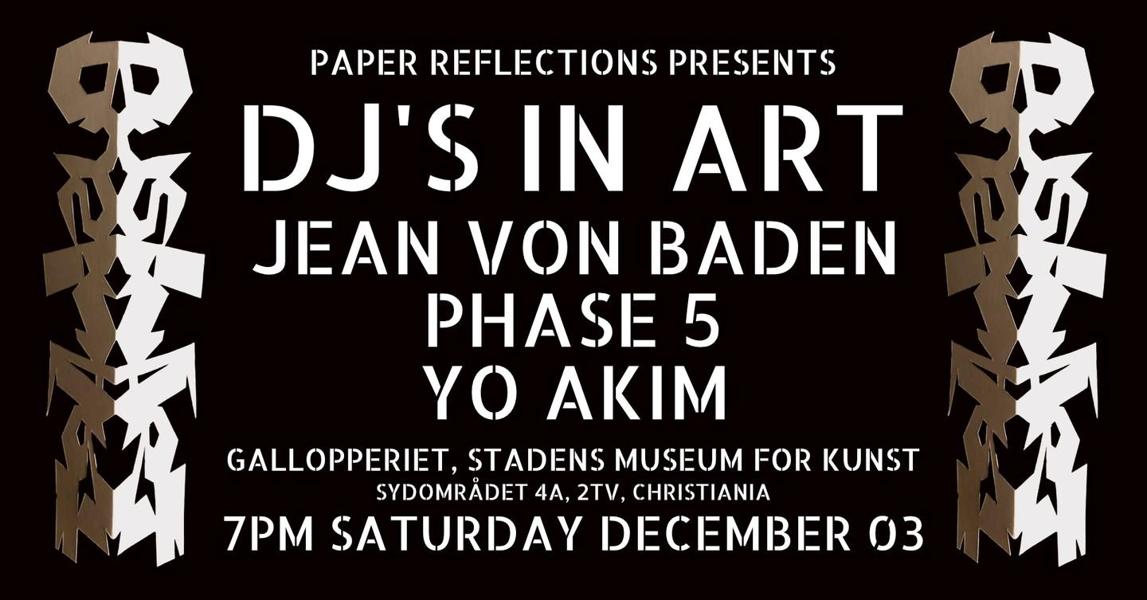 PAPER REFLECTIONS PRESENTS
DJ'S IN ART
JEAN VON BADEN
PHASE 5
YO AKIM
GALLOPPERIET, STADENS MUSEUM FOR KUNST
SYDOMRÅDET 4A, 2TV, CHRISTIANIA
7PM SATURDAY DECEMBER 03